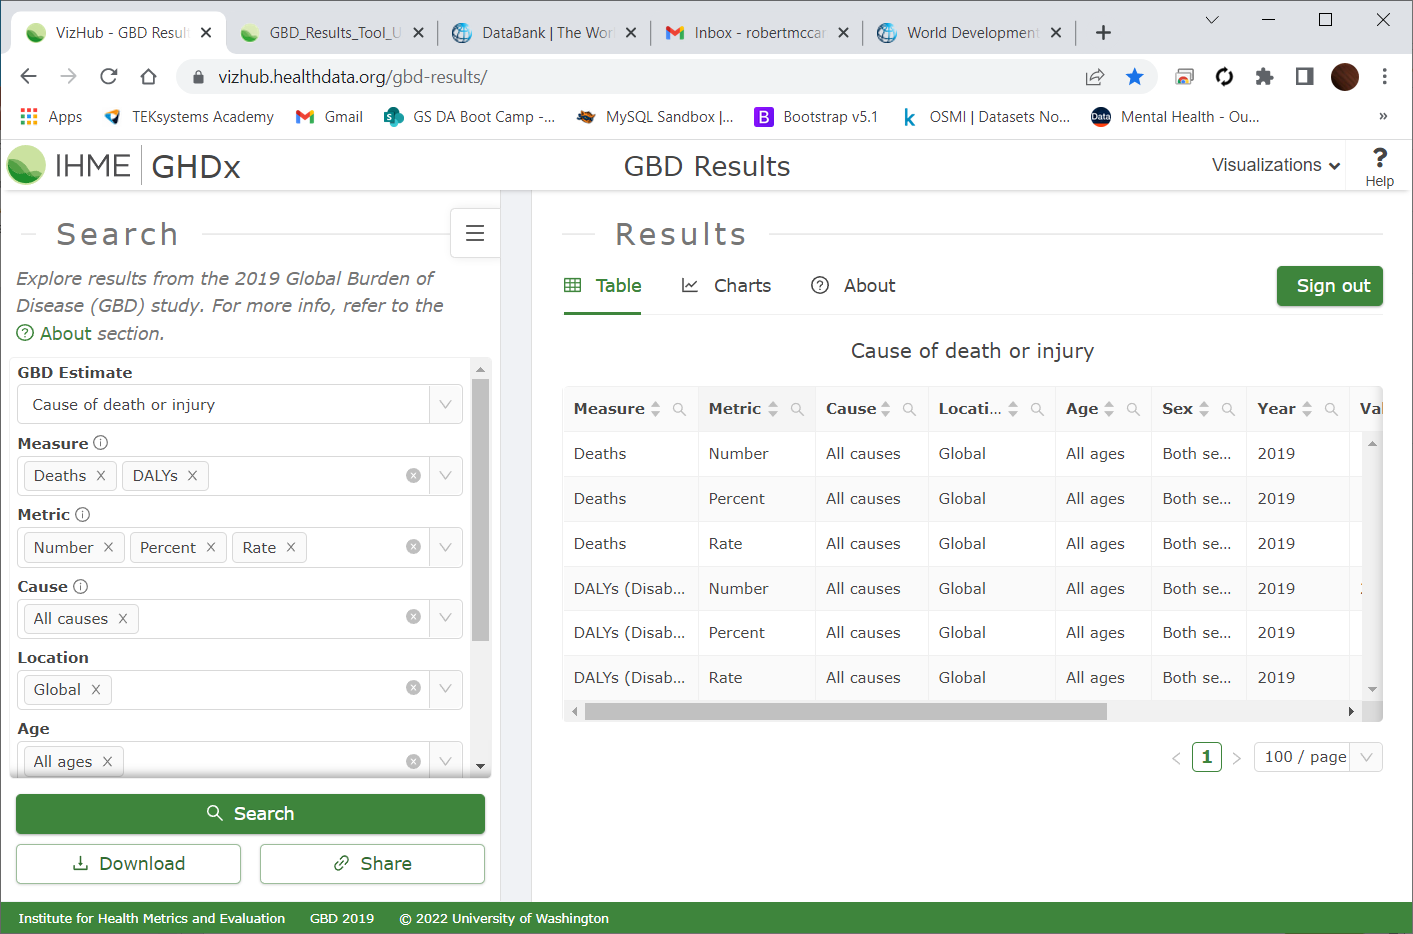 VizHub - GBD Resul
GBD_Results_Tool_U
DataBank | The Wor
Inbox - robertmccar
World Development
vizhub.healthdata.org/gbd-results/
Apps
TEKsystems Academy
Gmail
GS DA Boot Camp -...
MySQL Sandbox |...
B Bootstrap v5.1
k OSMI | Datasets No...
Data Mental Health - Ou...
»
IHME GHDx
GBD Results
Visualizations
?
Help
Search
Explore results from the 2019 Global Burden of
Disease (GBD) study. For more info, refer to the
? About section.
GBD Estimate
Cause of death or injury
Measure
Deaths X DALYs X
Metric
Number X Percent X Rate X
Cause
All causes X
Location
Global X
Age
All ages X
Search
Download
Share
Results
Table
Charts
? About
Sign out
Cause of death or injury
Measure Metric Cause Locati... Age Sex Year Val
Deaths Number All causes Global All ages Both se... 2019
Deaths Percent All causes Global All ages Both se... 2019
Deaths Rate All causes Global All ages Both se... 2019
DALYs (Disab... Number All causes Global All ages Both se... 2019
DALYs (Disab... Percent All causes Global All ages Both se... 2019
DALYs (Disab... Rate All causes Global All ages Both se... 2019
< 1 > 100 / page
Institute for Health Metrics and Evaluation GBD 2019 © 2022 University of Washington